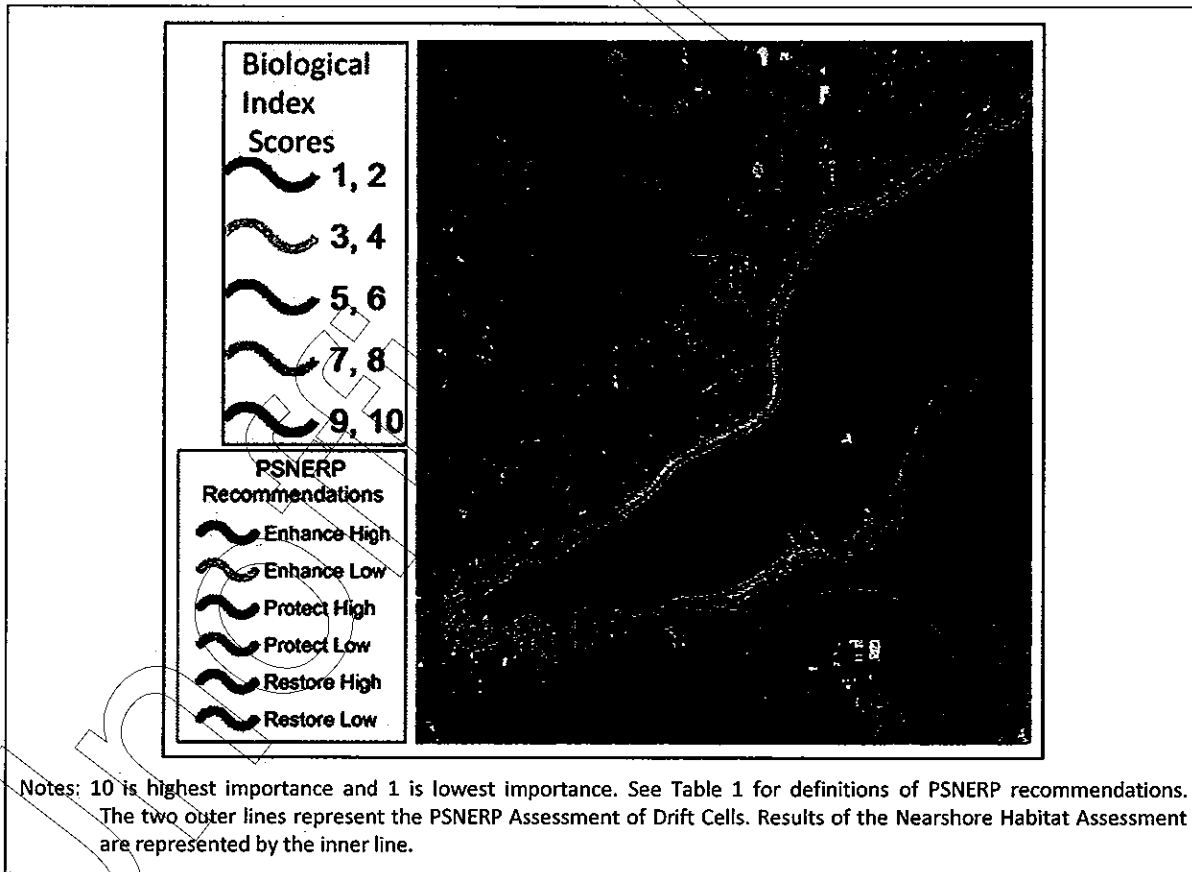 Biological
Index
Scores
1, 2
3, 4
5, 6
7, 8
9, 10
PSNERP
Recommendations
Enhance High
Enhance Low
Protect High
Protect Low
Restore High
Restore Low
Notes: 10 is highest importance and 1 is lowest importance. See Table 1 for definitions of PSNERP recommendations.
The two outer lines represent the PSNERP Assessment of Drift Cells. Results of the Nearshore Habitat Assessment
are represented by the inner line.